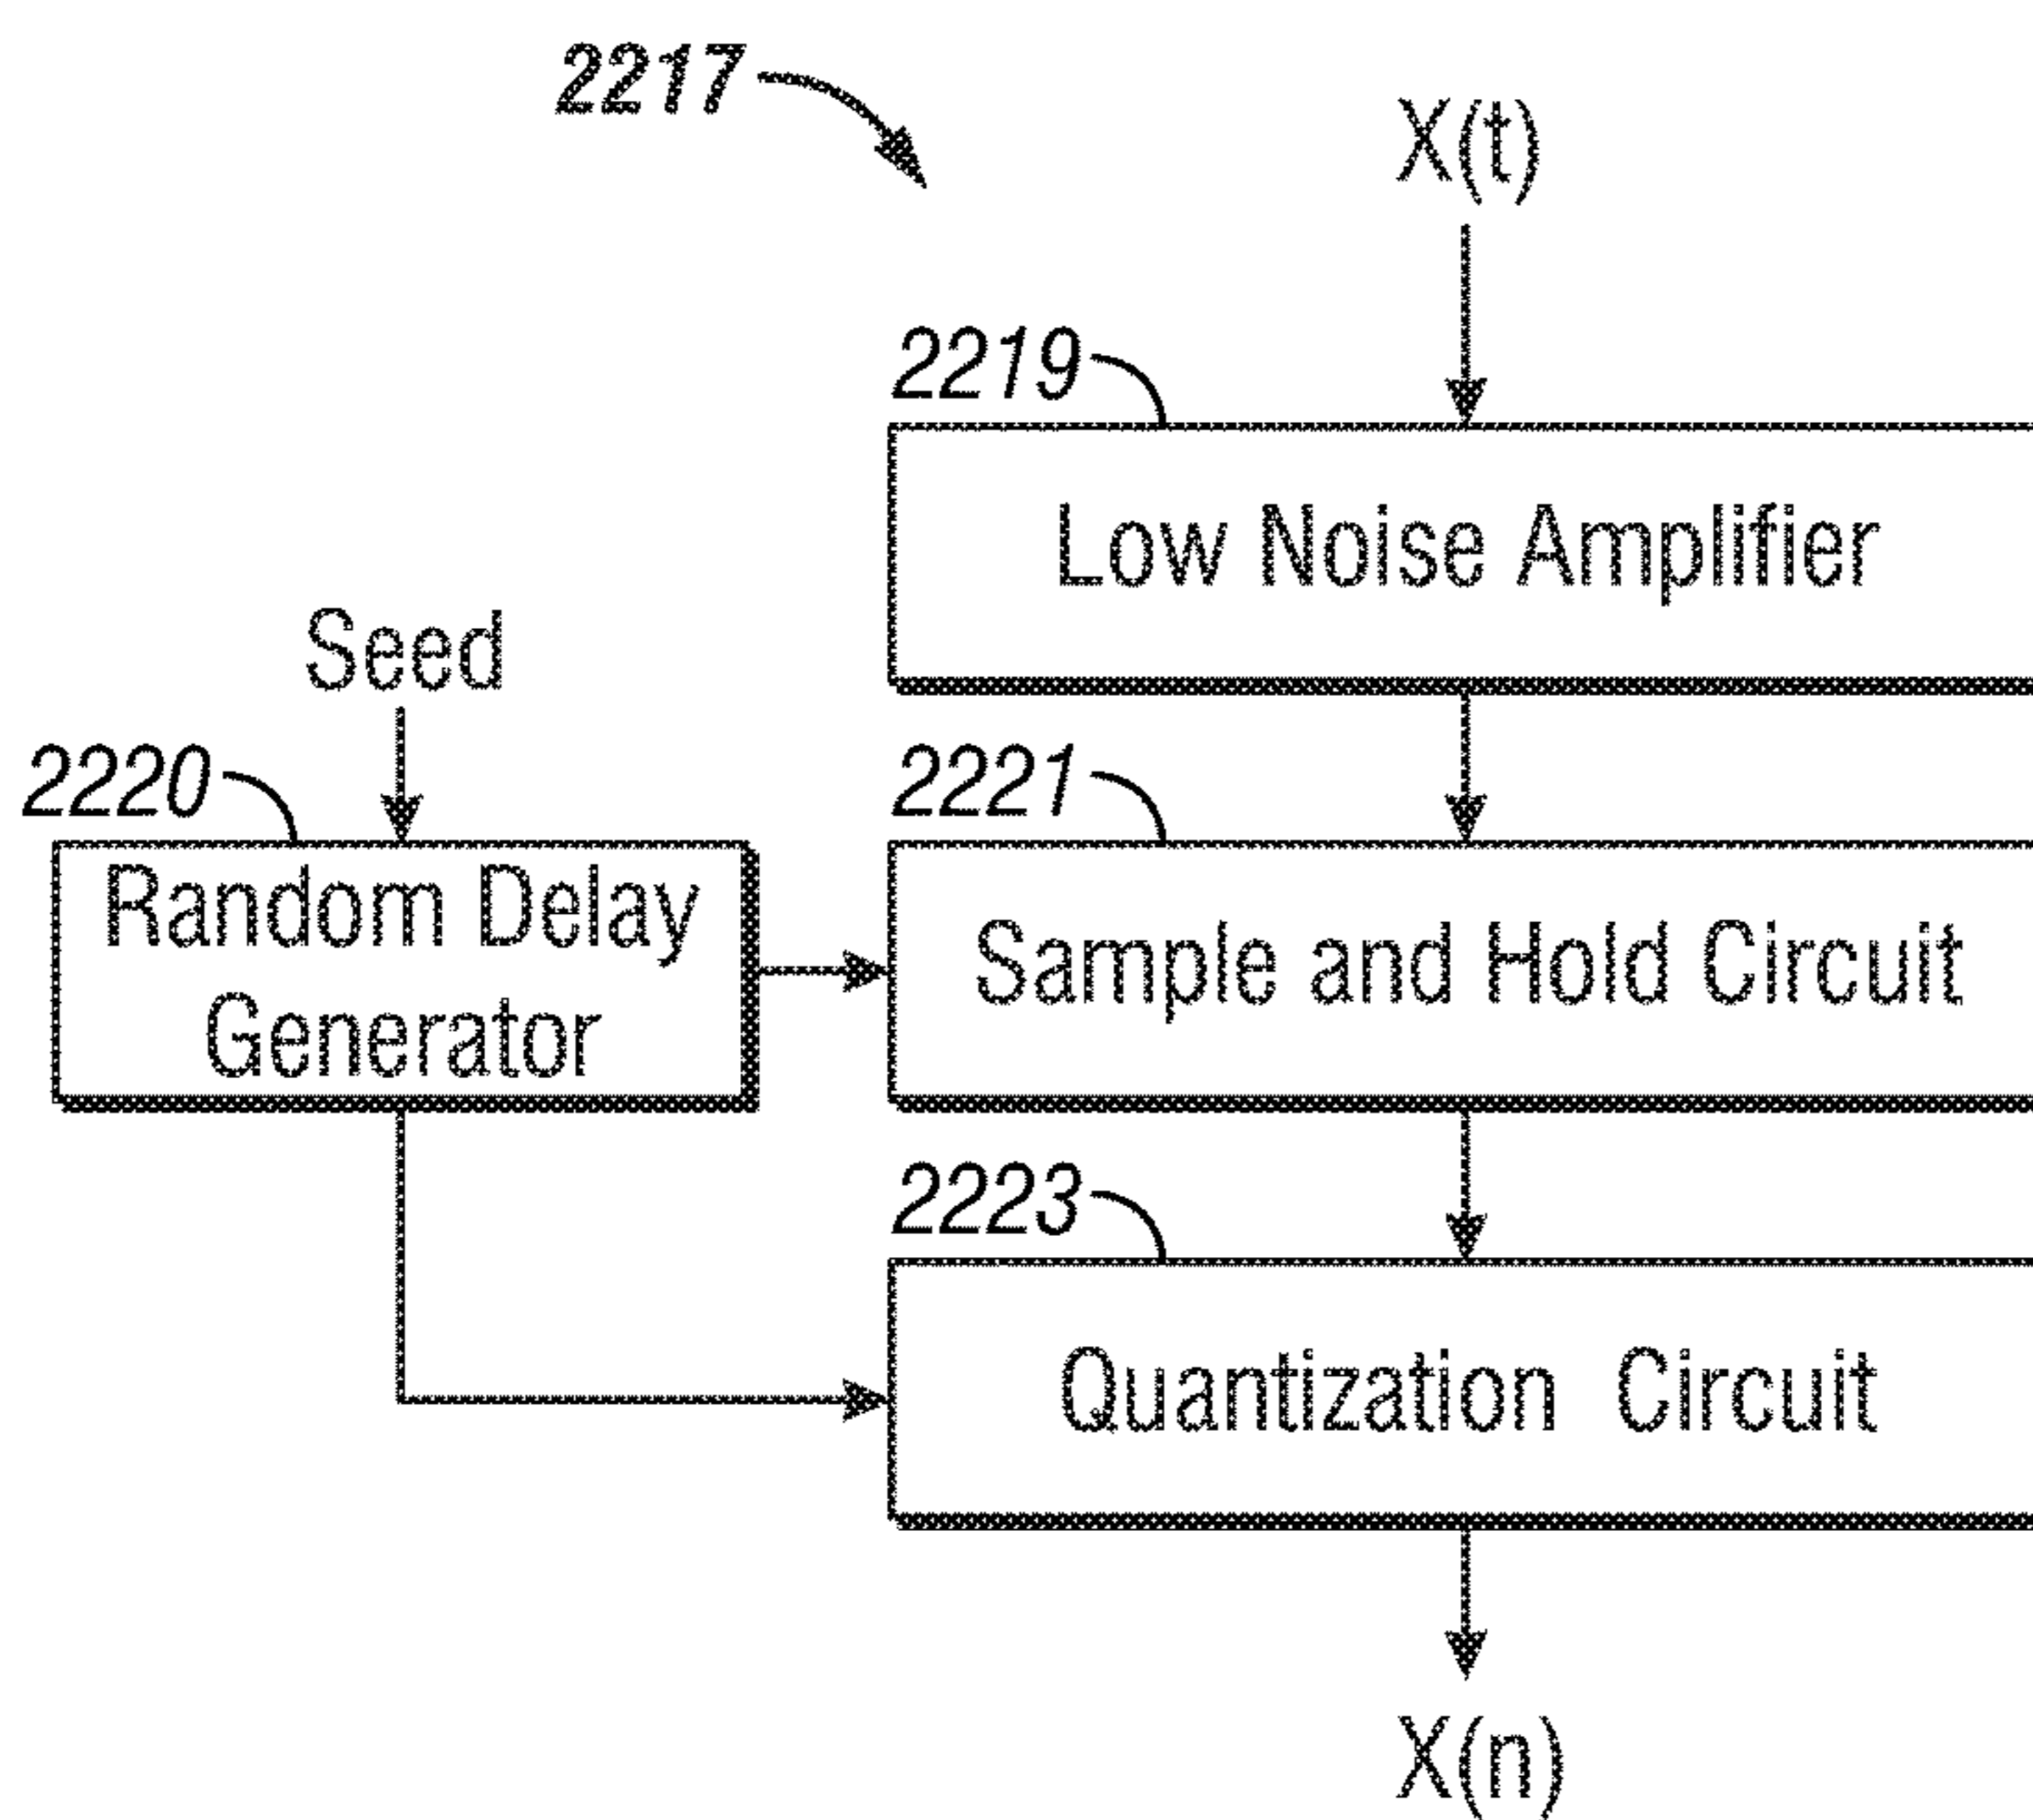 2217
X(t)
2219
Low Noise Amplifier
Seed
2220
2221
Random Delay
Generator
Sample and Hold Circuit
2223
Quantization Circuit
X(n)